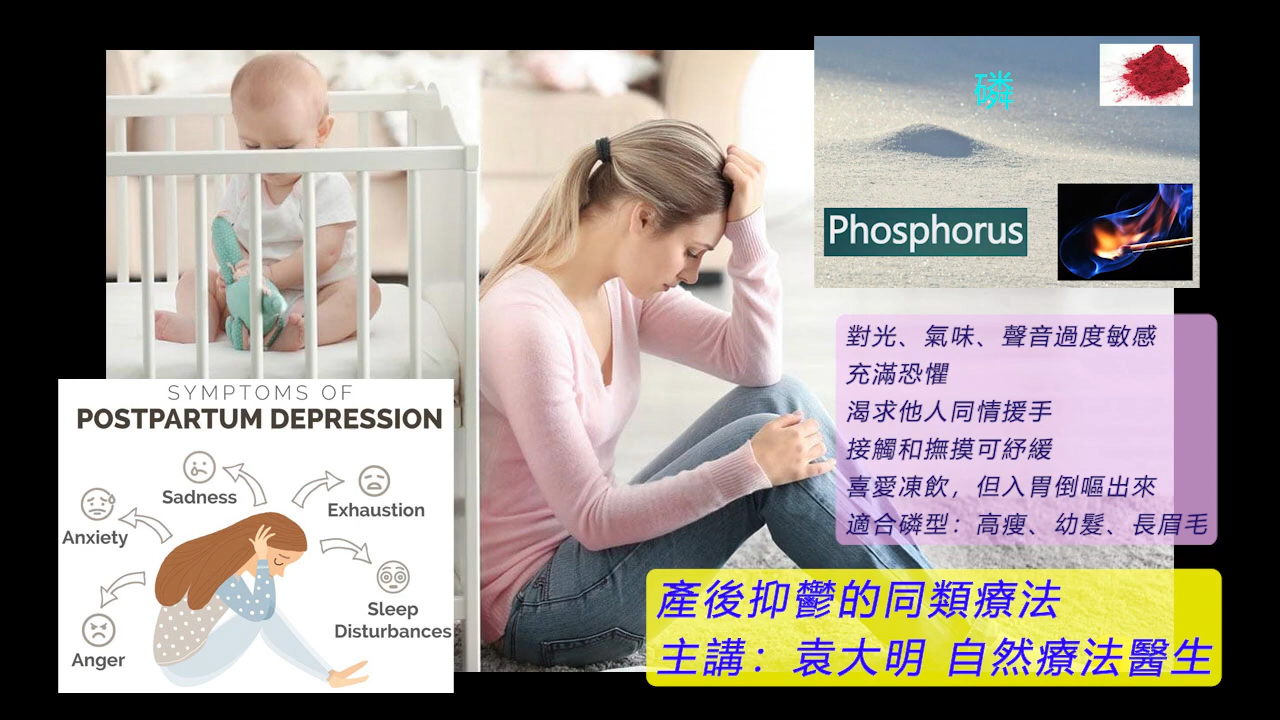 磷
Phosphorus
對光、氣味、聲音過度敏感
充滿恐懼
渴求他人同情援手
接觸和撫摸可紓緩
喜愛凍飲，但入胃倒嘔出來
適合磷型：高瘦、幼髮、長眉毛
SYMPTOMS OF
POSTPARTUM DEPRESSION
Sadness
Exhaustion
Anxiety
Sleep
Disturbances
Anger
產後抑鬱的同類療法
主講：袁大明 自然療法醫生